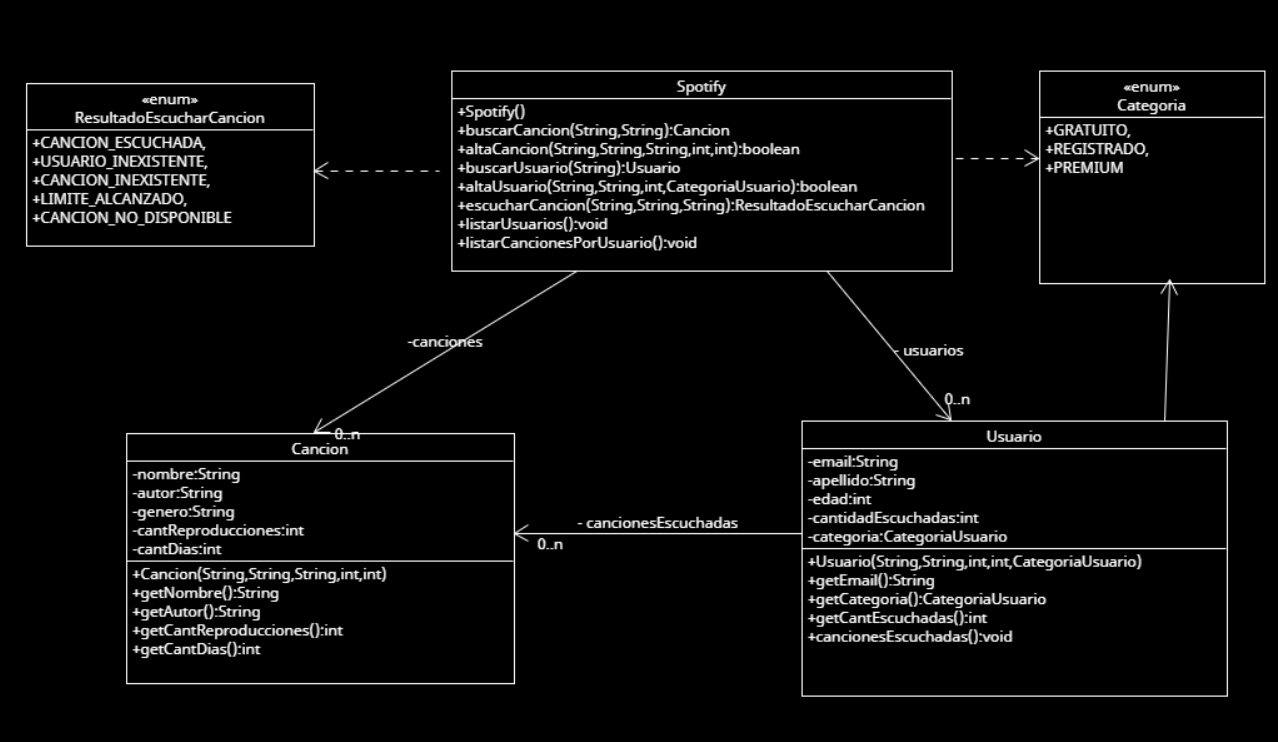 «enum»
ResultadoEscucharCancion
+CANCION_ESCUCHADA,
+USUARIO_INEXISTENTE,
+CANCION_INEXISTENTE,
+LIMITE_ALCANZADO,
+CANCION_NO_DISPONIBLE
Spotify
+Spotify()
+buscarCancion(String,String):Cancion
+altaCancion(String,String,String,int,int):boolean
+buscarUsuario(String):Usuario
+altaUsuario(String,String,int,CategoriaUsuario):boolean
+escucharCancion(String,String,String):ResultadoEscucharCancion
+listarUsuarios():void
+listarCancionesPorUsuario():void
«enum»
Categoria
+GRATUITO,
+REGISTRADO,
+PREMIUM
-canciones
0..n
- usuarios
0..n
Cancion
-nombre:String
-autor:String
-genero:String
-cantReproducciones:int
-cantDias:int
+Cancion(String,String,String,int,int)
+getNombre():String
+getAutor():String
+getCantReproducciones():int
+getCantDias():int
- cancionesEscuchadas
0..n
Usuario
-email:String
-apellido:String
-edad:int
-cantidadEscuchadas:int
-categoria:CategoriaUsuario
+Usuario(String,String,int,int,CategoriaUsuario)
+getEmail():String
+getCategoria():CategoriaUsuario
+getCantEscuchadas():int
+cancionesEscuchadas():void